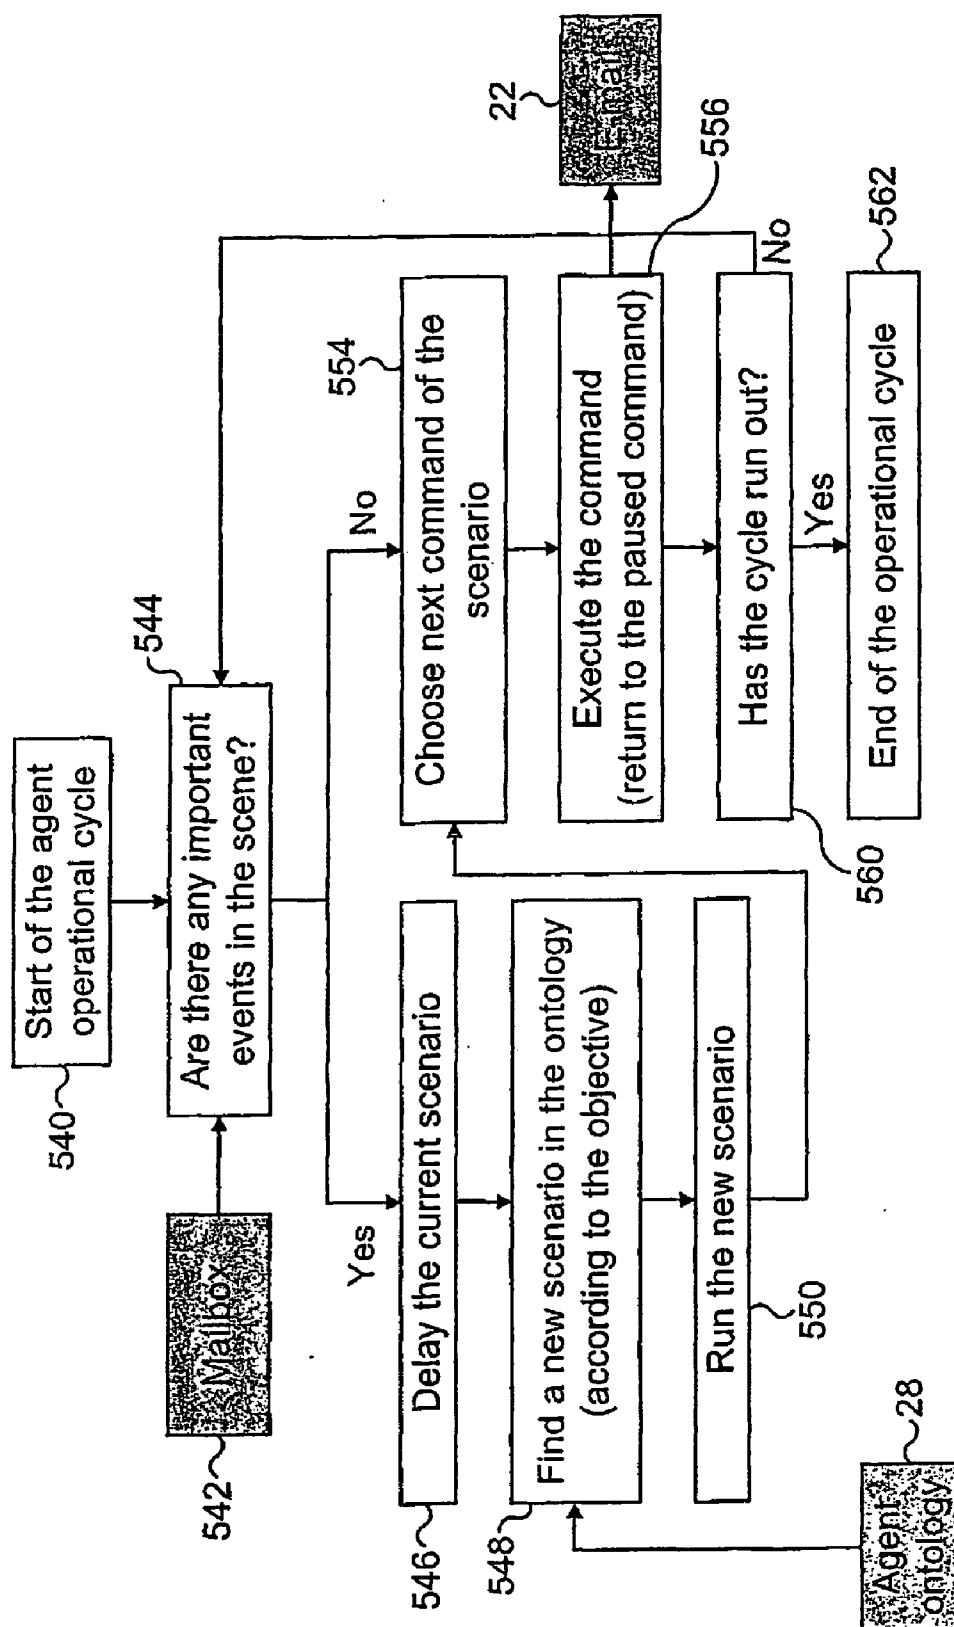 Start of the agent
operational cycle
540
Mailbox
542
544
Are there any important
events in the scene?
Yes
No
546
Delay the current scenario
548
Find a new scenario in the ontology
(according to the objective)
Run the new scenario
550
Agent
ontology
28
554
Choose next command of the
scenario
Execute the command
(return to the paused command)
556
22
E-mail
Has the cycle run out?
No
560
Yes
End of the operational cycle
562